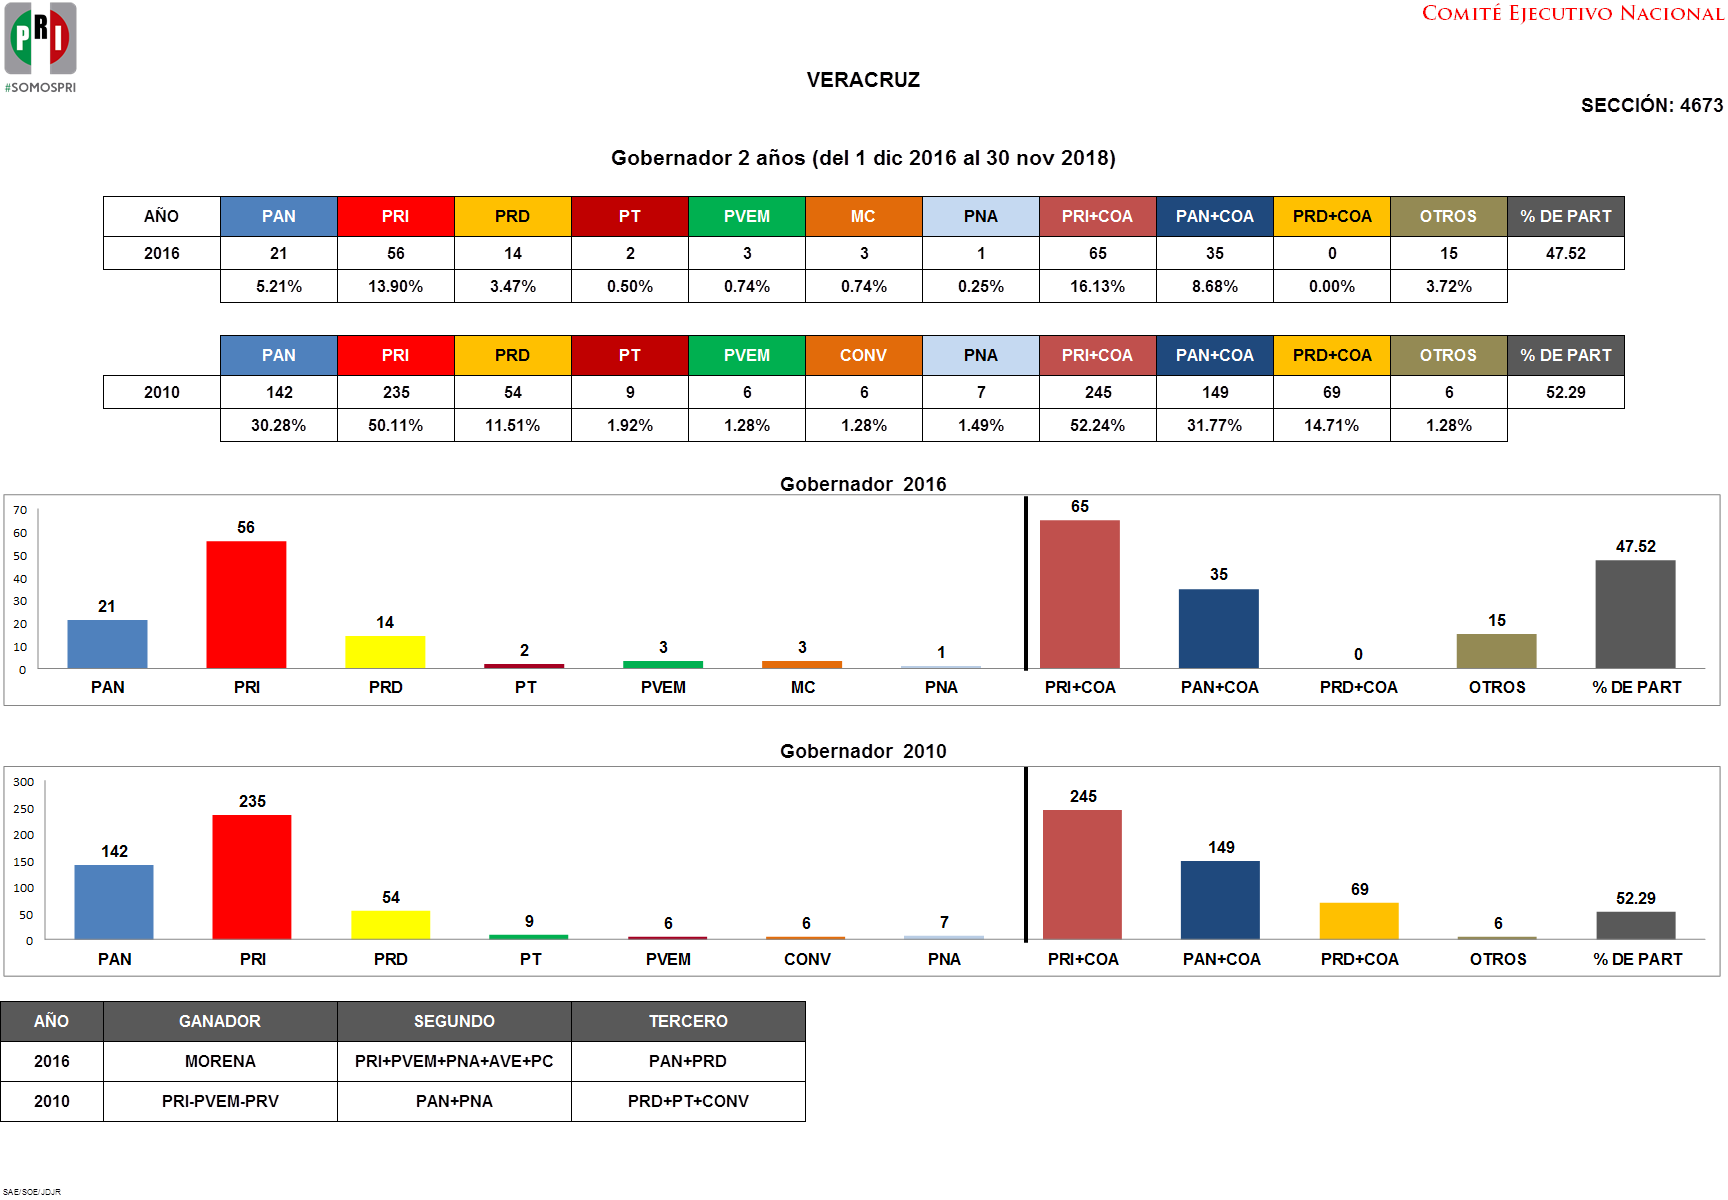 PRI
#SOMOSPRI
COMITÉ EJECUTIVO NACIONAL
VERACRUZ
SECCIÓN: 4673
Gobernador 2 años (del 1 dic 2016 al 30 nov 2018)
AÑO PAN PRI PRD PT PVEM MC PNA PRI+COA PAN+COA PRD+COA OTROS % DE PART
2016 21 56 14 2 3 3 1 65 35 0 15 47.52
5.21% 13.90% 3.47% 0.50% 0.74% 0.74% 0.25% 16.13% 8.68% 0.00% 3.72%
PAN PRI PRD PT PVEM CONV PNA PRI+COA PAN+COA PRD+COA OTROS % DE PART
2010 142 235 54 9 6 6 7 245 149 69 6 52.29
30.28% 50.11% 11.51% 1.92% 1.28% 1.28% 1.49% 52.24% 31.77% 14.71% 1.28%
Gobernador 2016
70
60
50
40
30
20
10
0
21 56 14 2 3 3 1 65 35 0 15 47.52
PAN PRI PRD PT PVEM MC PNA PRI+COA PAN+COA PRD+COA OTROS % DE PART
Gobernador 2010
300
250
200
150
100
50
0
142 235 54 9 6 6 7 245 149 69 6 52.29
PAN PRI PRD PT PVEM CONV PNA PRI+COA PAN+COA PRD+COA OTROS % DE PART
AÑO GANADOR SEGUNDO TERCERO
2016 MORENA PRI+PVEM+PNA+AVE+PC PAN+PRD
2010 PRI-PVEM-PRV PAN+PNA PRD+PT+CONV
SAE/SOE/JDJR